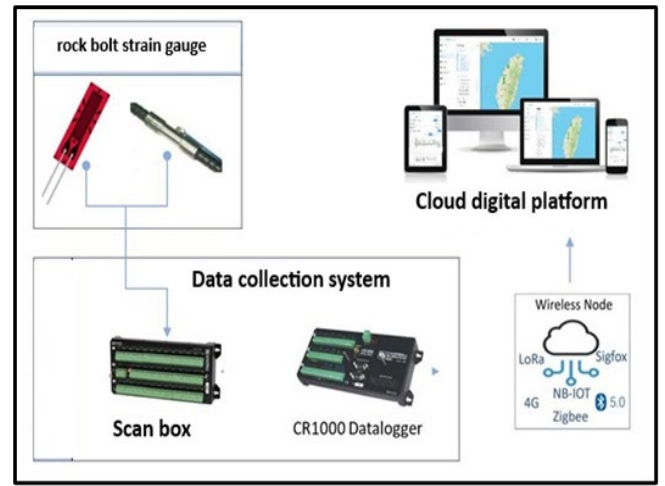 rock bolt strain gauge
Cloud digital platform
Data collection system
Scan box
CR1000 Datalogger
Wireless Node
LoRa
Sigfox
NB-IOT
4G
5.0
Zigbee